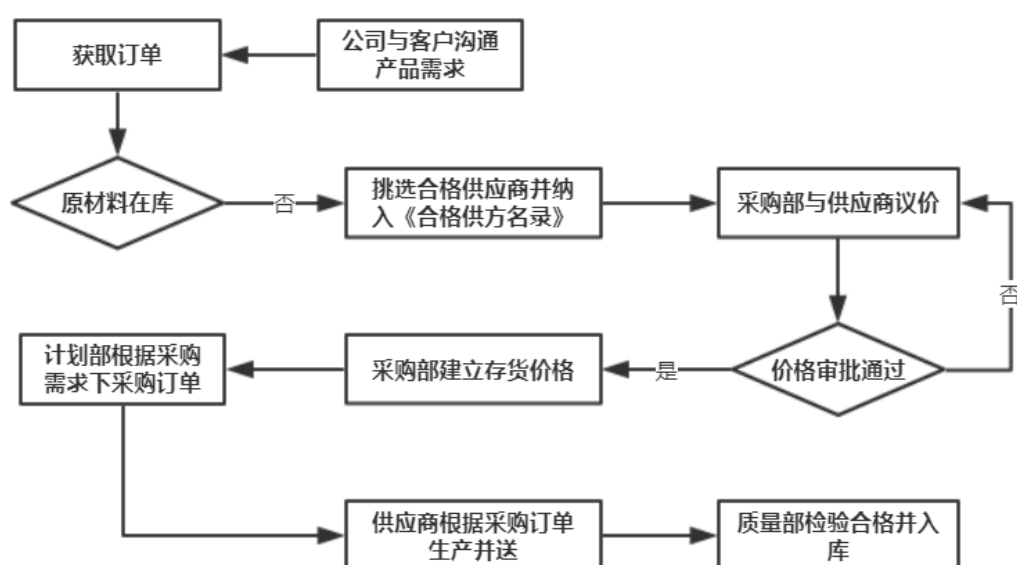 获取订单
公司与客户沟通
产品需求
原材料在库
否
挑选合格供应商并纳
入《合格供方名录》
采购部与供应商议价
否
计划部根据采购
需求下采购订单
采购部建立存货价格
是
价格审批通过
供应商根据采购订单
生产并送
质量部检验合格并入
库